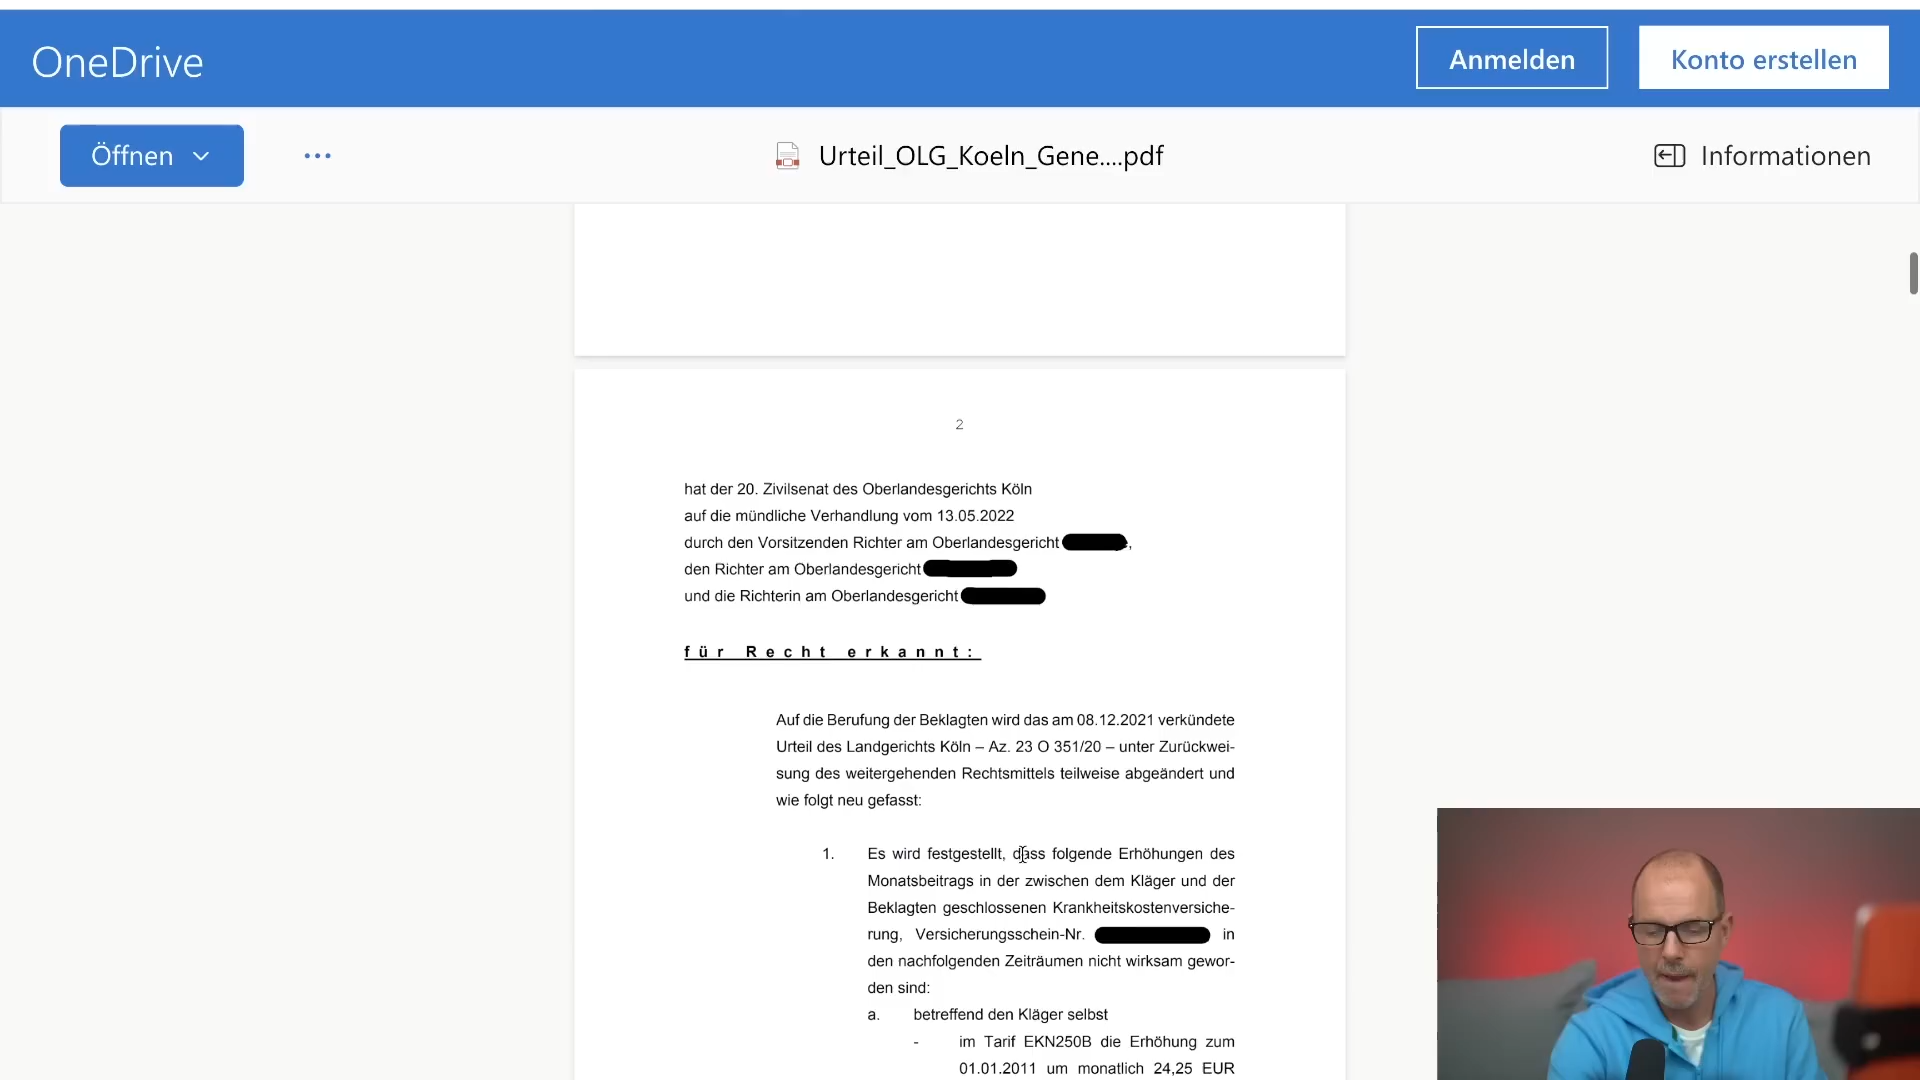 OneDrive
Anmelden
Konto erstellen
Öffnen
Urteil_OLG_Koeln_Gene....pdf
Informationen
2
hat der 20. Zivilsenat des Oberlandesgerichts Köln
auf die mündliche Verhandlung vom 13.05.2022
durch den Vorsitzenden Richter am Oberlandesgericht ,
den Richter am Oberlandesgericht
und die Richterin am Oberlandesgericht
für Recht erkannt:
Auf die Berufung der Beklagten wird das am 08.12.2021 verkündete
Urteil des Landgerichts Köln – Az. 23 O 351/20 – unter Zurückwei-
sung des weitergehenden Rechtsmittels teilweise abgeändert und
wie folgt neu gefasst:
1. Es wird festgestellt, dass folgende Erhöhungen des
Monatsbeitrags in der zwischen dem Kläger und der
Beklagten geschlossenen Krankheitskostenversiche-
rung, Versicherungsschein-Nr. in
den nachfolgenden Zeiträumen nicht wirksam gewor-
den sind:
a. betreffend den Kläger selbst
- im Tarif EKN250B die Erhöhung zum
01.01.2011 um monatlich 24,25 EUR